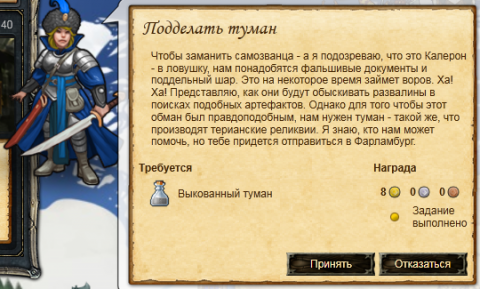 40
Подделать туман
Чтобы заманить самозванца - а я подозреваю, что это Калерон
- в ловушку, нам понадобятся фальшивые документы и
поддельный шар. Это на некоторое время займет воров. Ха!
Ха! Представляю, как они будут обыскивать развалины в
поисках подобных артефактов. Однако для того чтобы этот
обман был правдоподобным, нам нужен туман - такой же, что
производят терианские реликвии. Я знаю, кто нам может
помочь, но тебе придется отправиться в Фарламбург.
Требуется
Награда
Выкованный туман
8 0 0
Задание
выполнено
Принять
Отказаться